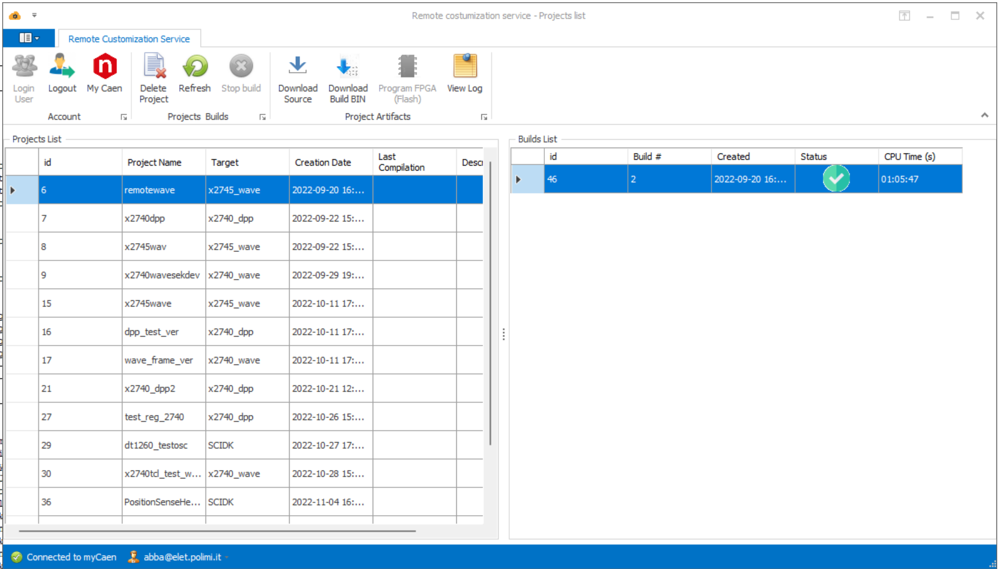 Remote costumization service - Projects list
Remote Customization Service
Login User
Logout
My Caen
Delete Project
Refresh
Stop build
Download Source
Download Build BIN
Program FPGA (Flash)
View Log
Account
Projects Builds
Project Artifacts
Projects List
id Project Name Target Creation Date Last Compilation Descr
6 remotewave x2745_wave 2022-09-20 16:...
7 x2740dpp x2740_dpp 2022-09-22 15:...
8 x2745wav x2745_wave 2022-09-22 15:...
9 x2740wavesekdev x2740_wave 2022-09-29 19:...
15 x2745wave x2745_wave 2022-10-11 17:...
16 dpp_test_ver x2740_dpp 2022-10-11 17:...
17 wave_frame_ver x2740_wave 2022-10-11 17:...
21 x2740_dpp2 x2740_dpp 2022-10-21 12:...
27 test_reg_2740 x2740_dpp 2022-10-26 15:...
29 dt1260_testosc SCIDK 2022-10-27 17:...
30 x2740tcl_test_w... x2740_wave 2022-10-28 15:...
36 PositionSenseHe... SCIDK 2022-11-04 16:...
Builds List
id Build # Created Status CPU Time (s)
46 2 2022-09-20 16:... 01:05:47
Connected to myCaen abba@elet.polimi.it